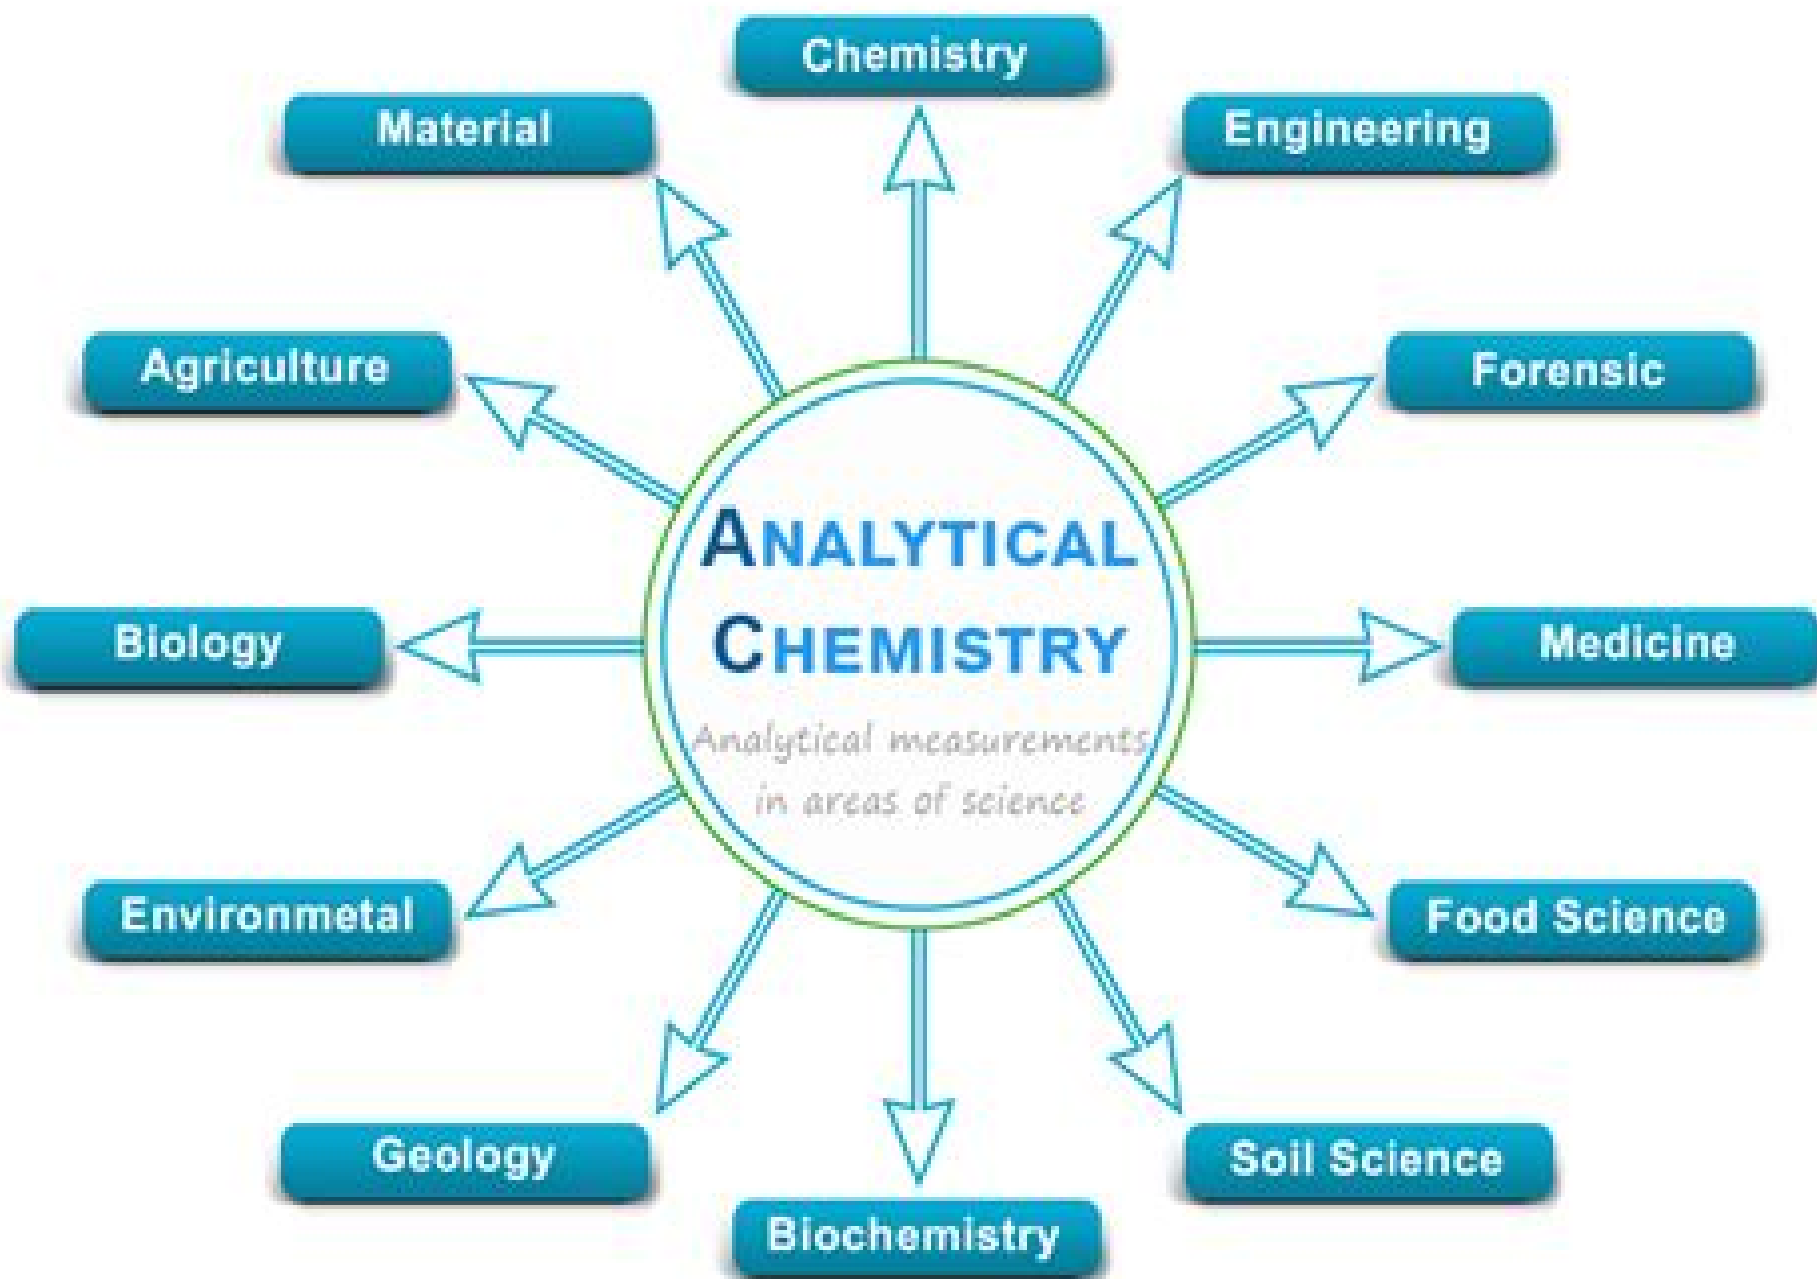 Chemistry
Material
Engineering
Agriculture
Forensic
ANALYTICAL
CHEMISTRY
Analytical measurements
in areas of science
Biology
Medicine
Environmetal
Food Science
Geology
Soil Science
Biochemistry